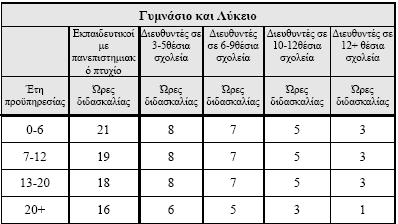 Γυμνάσιο και Λύκειο
Εκπαιδευτικοί Διευθυντές σε Διευθυντές Διευθυντές σε Διευθυντές σε
με 3-5θέσια σε 6-9θέσια 10-12θέσια 12+ θέσια
πανεπιστημιακ σχολεία σχολεία σχολεία σχολεία
ό πτυχίο
Έτη Ώρες Ώρες Ώρες Ώρες Ώρες
προϋπηρεσίας διδασκαλίας διδασκαλίας διδασκαλίας διδασκαλίας διδασκαλίας
0-6 21 8 7 5 3
7-12 19 8 7 5 3
13-20 18 8 7 5 3
20+ 16 6 5 3 1